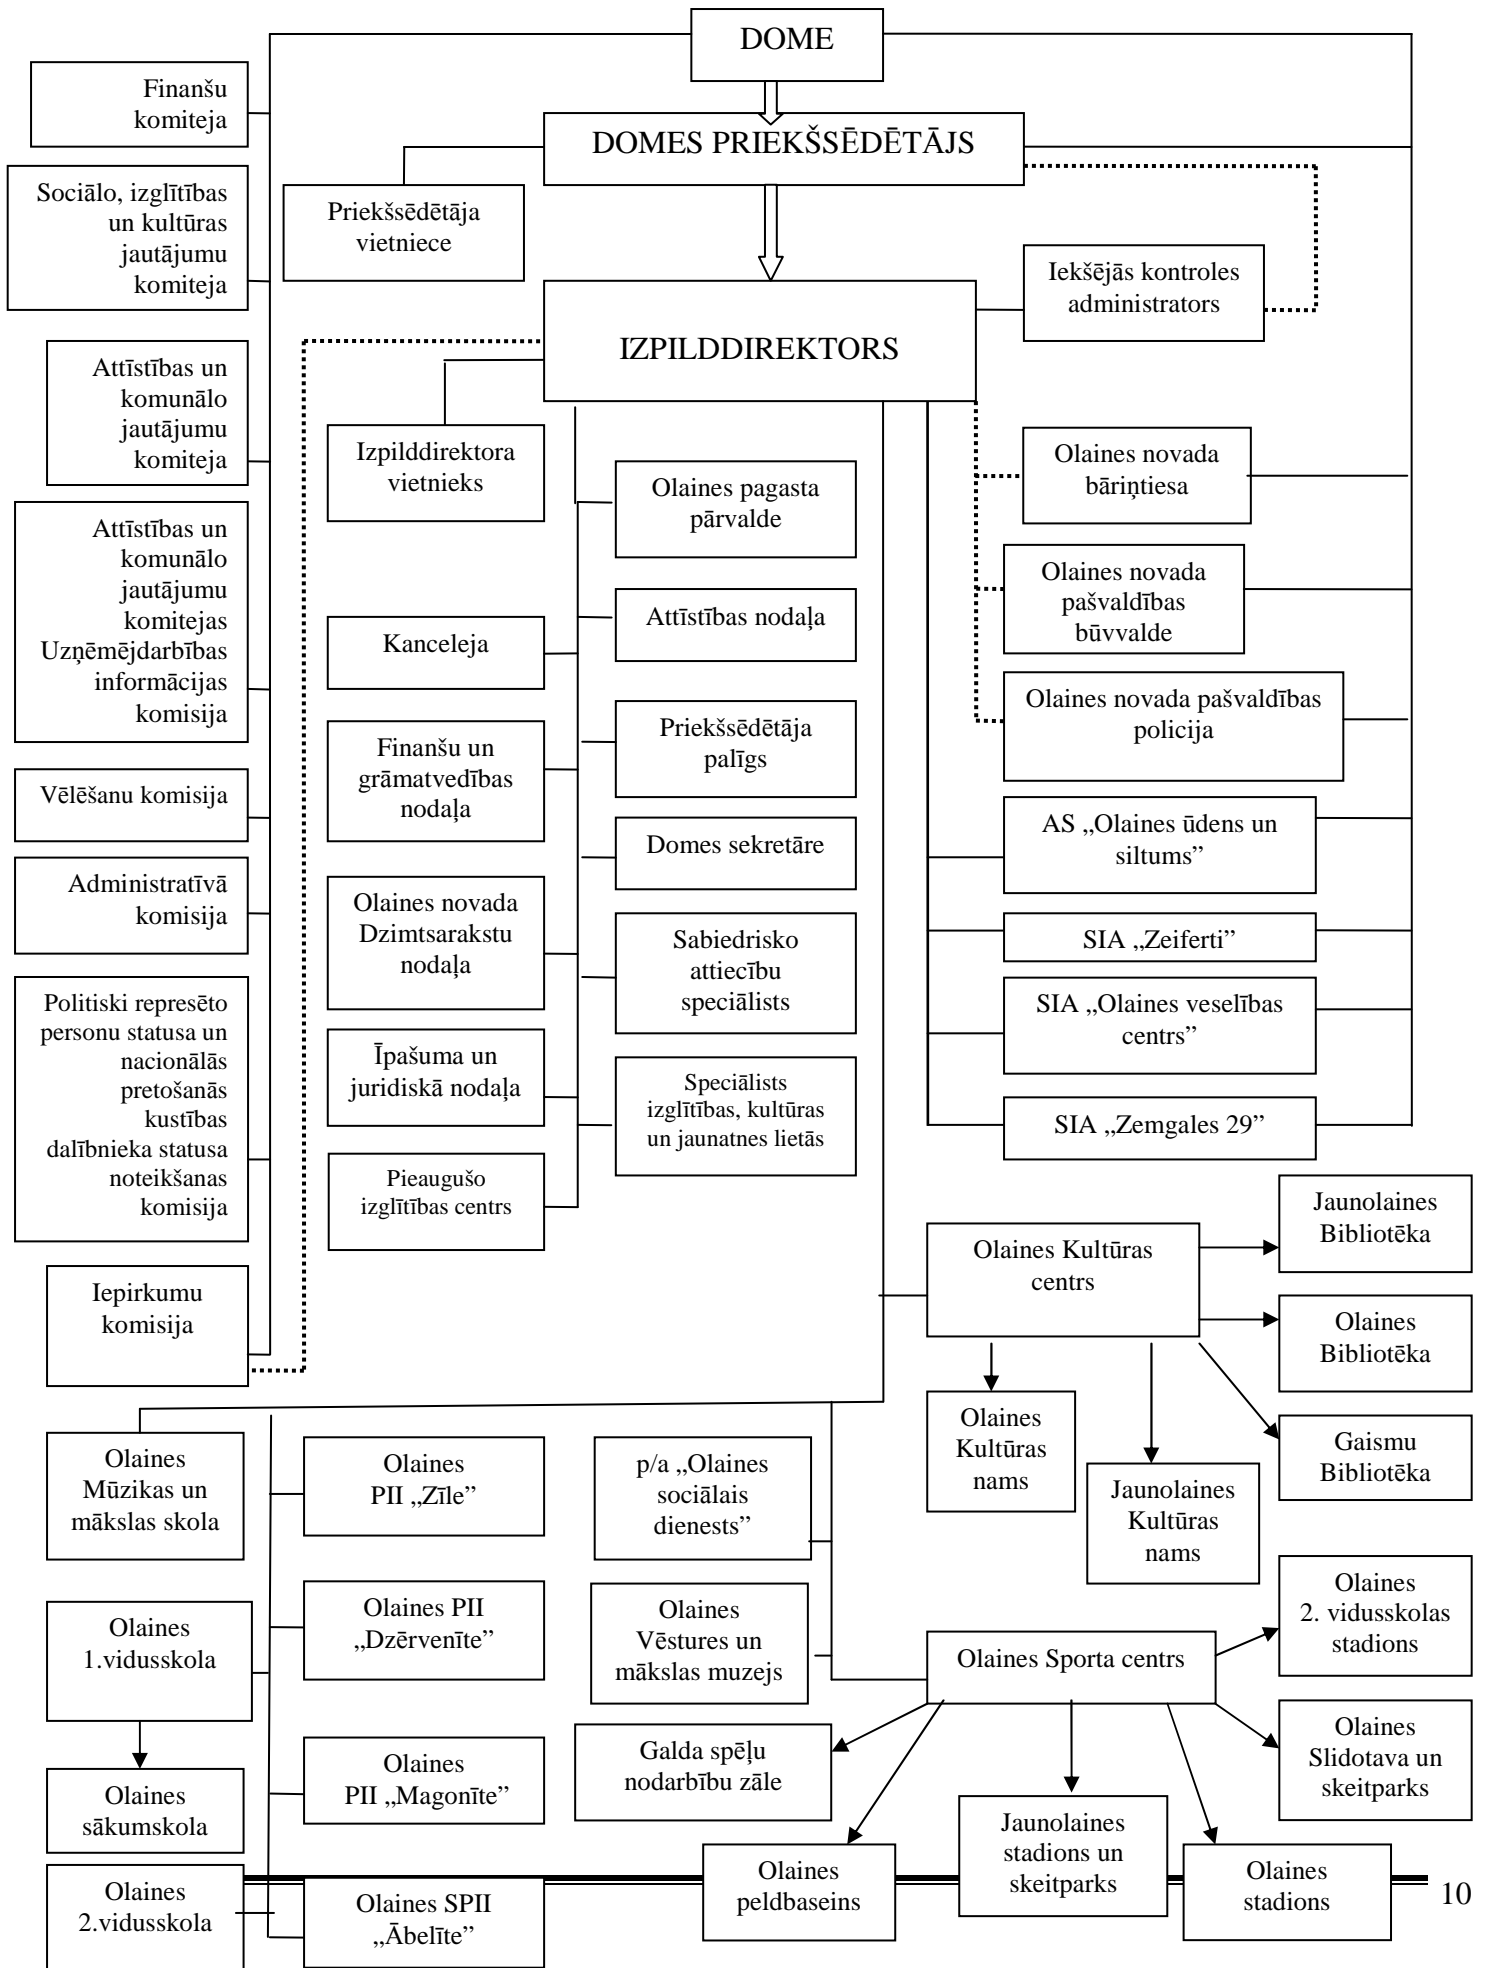 DOME
Finanšu
komiteja
DOMES PRIEKŠSĒDĒTĀJS
Sociālo, izglītības
un kultūras
jautājumu
komiteja
Priekšsēdētāja
vietniece
Iekšējās kontroles
administrators
IZPILDDIREKTORS
Attīstības un
komunālo
jautājumu
komiteja
Izpilddirektora
vietnieks
Olaines novada
bāriņtiesa
Olaines pagasta
pārvalde
Attīstības un
komunālo
jautājumu
komitejas
Uzņēmējdarbības
informācijas
komisija
Olaines novada
pašvaldības
būvvalde
Attīstības nodaļa
Kanceleja
Olaines novada pašvaldības
policija
Priekšsēdētāja
palīgs
Finanšu un
grāmatvedības
nodaļa
Vēlēšanu komisija
AS „Olaines ūdens un
siltums”
Domes sekretāre
Administratīvā
komisija
Olaines novada
Dzimtsarakstu
nodaļa
Sabiedrisko
attiecību
speciālists
SIA „Zeiferti”
Politiski represēto
personu statusa un
nacionālās
pretošanās
kustības
dalībnieka statusa
noteikšanas
komisija
SIA „Olaines veselības
centrs”
Īpašuma un
juridiskā nodaļa
Speciālists
izglītības, kultūras
un jaunatnes lietās
SIA „Zemgales 29”
Pieaugušo
izglītības centrs
Jaunolaines
Bibliotēka
Olaines Kultūras
centrs
Iepirkumu
komisija
Olaines
Bibliotēka
Olaines
Kultūras
nams
Gaismu
Bibliotēka
Jaunolaines
Kultūras
nams
Olaines
Mūzikas un
mākslas skola
Olaines
PII „Zīle”
p/a „Olaines
sociālais
dienests”
Olaines
2. vidusskolas
stadions
Olaines
1.vidusskola
Olaines PII
„Dzērvenīte”
Olaines
Vēstures un
mākslas muzejs
Olaines Sporta centrs
Olaines
Slidotava un
skeitparks
Galda spēļu
nodarbību zāle
Olaines
PII „Magonīte”
Olaines
sākumskola
Jaunolaines
stadions un
skeitparks
Olaines
peldbaseins
Olaines
stadions
Olaines
2.vidusskola
Olaines SPII
„Ābelīte”
10